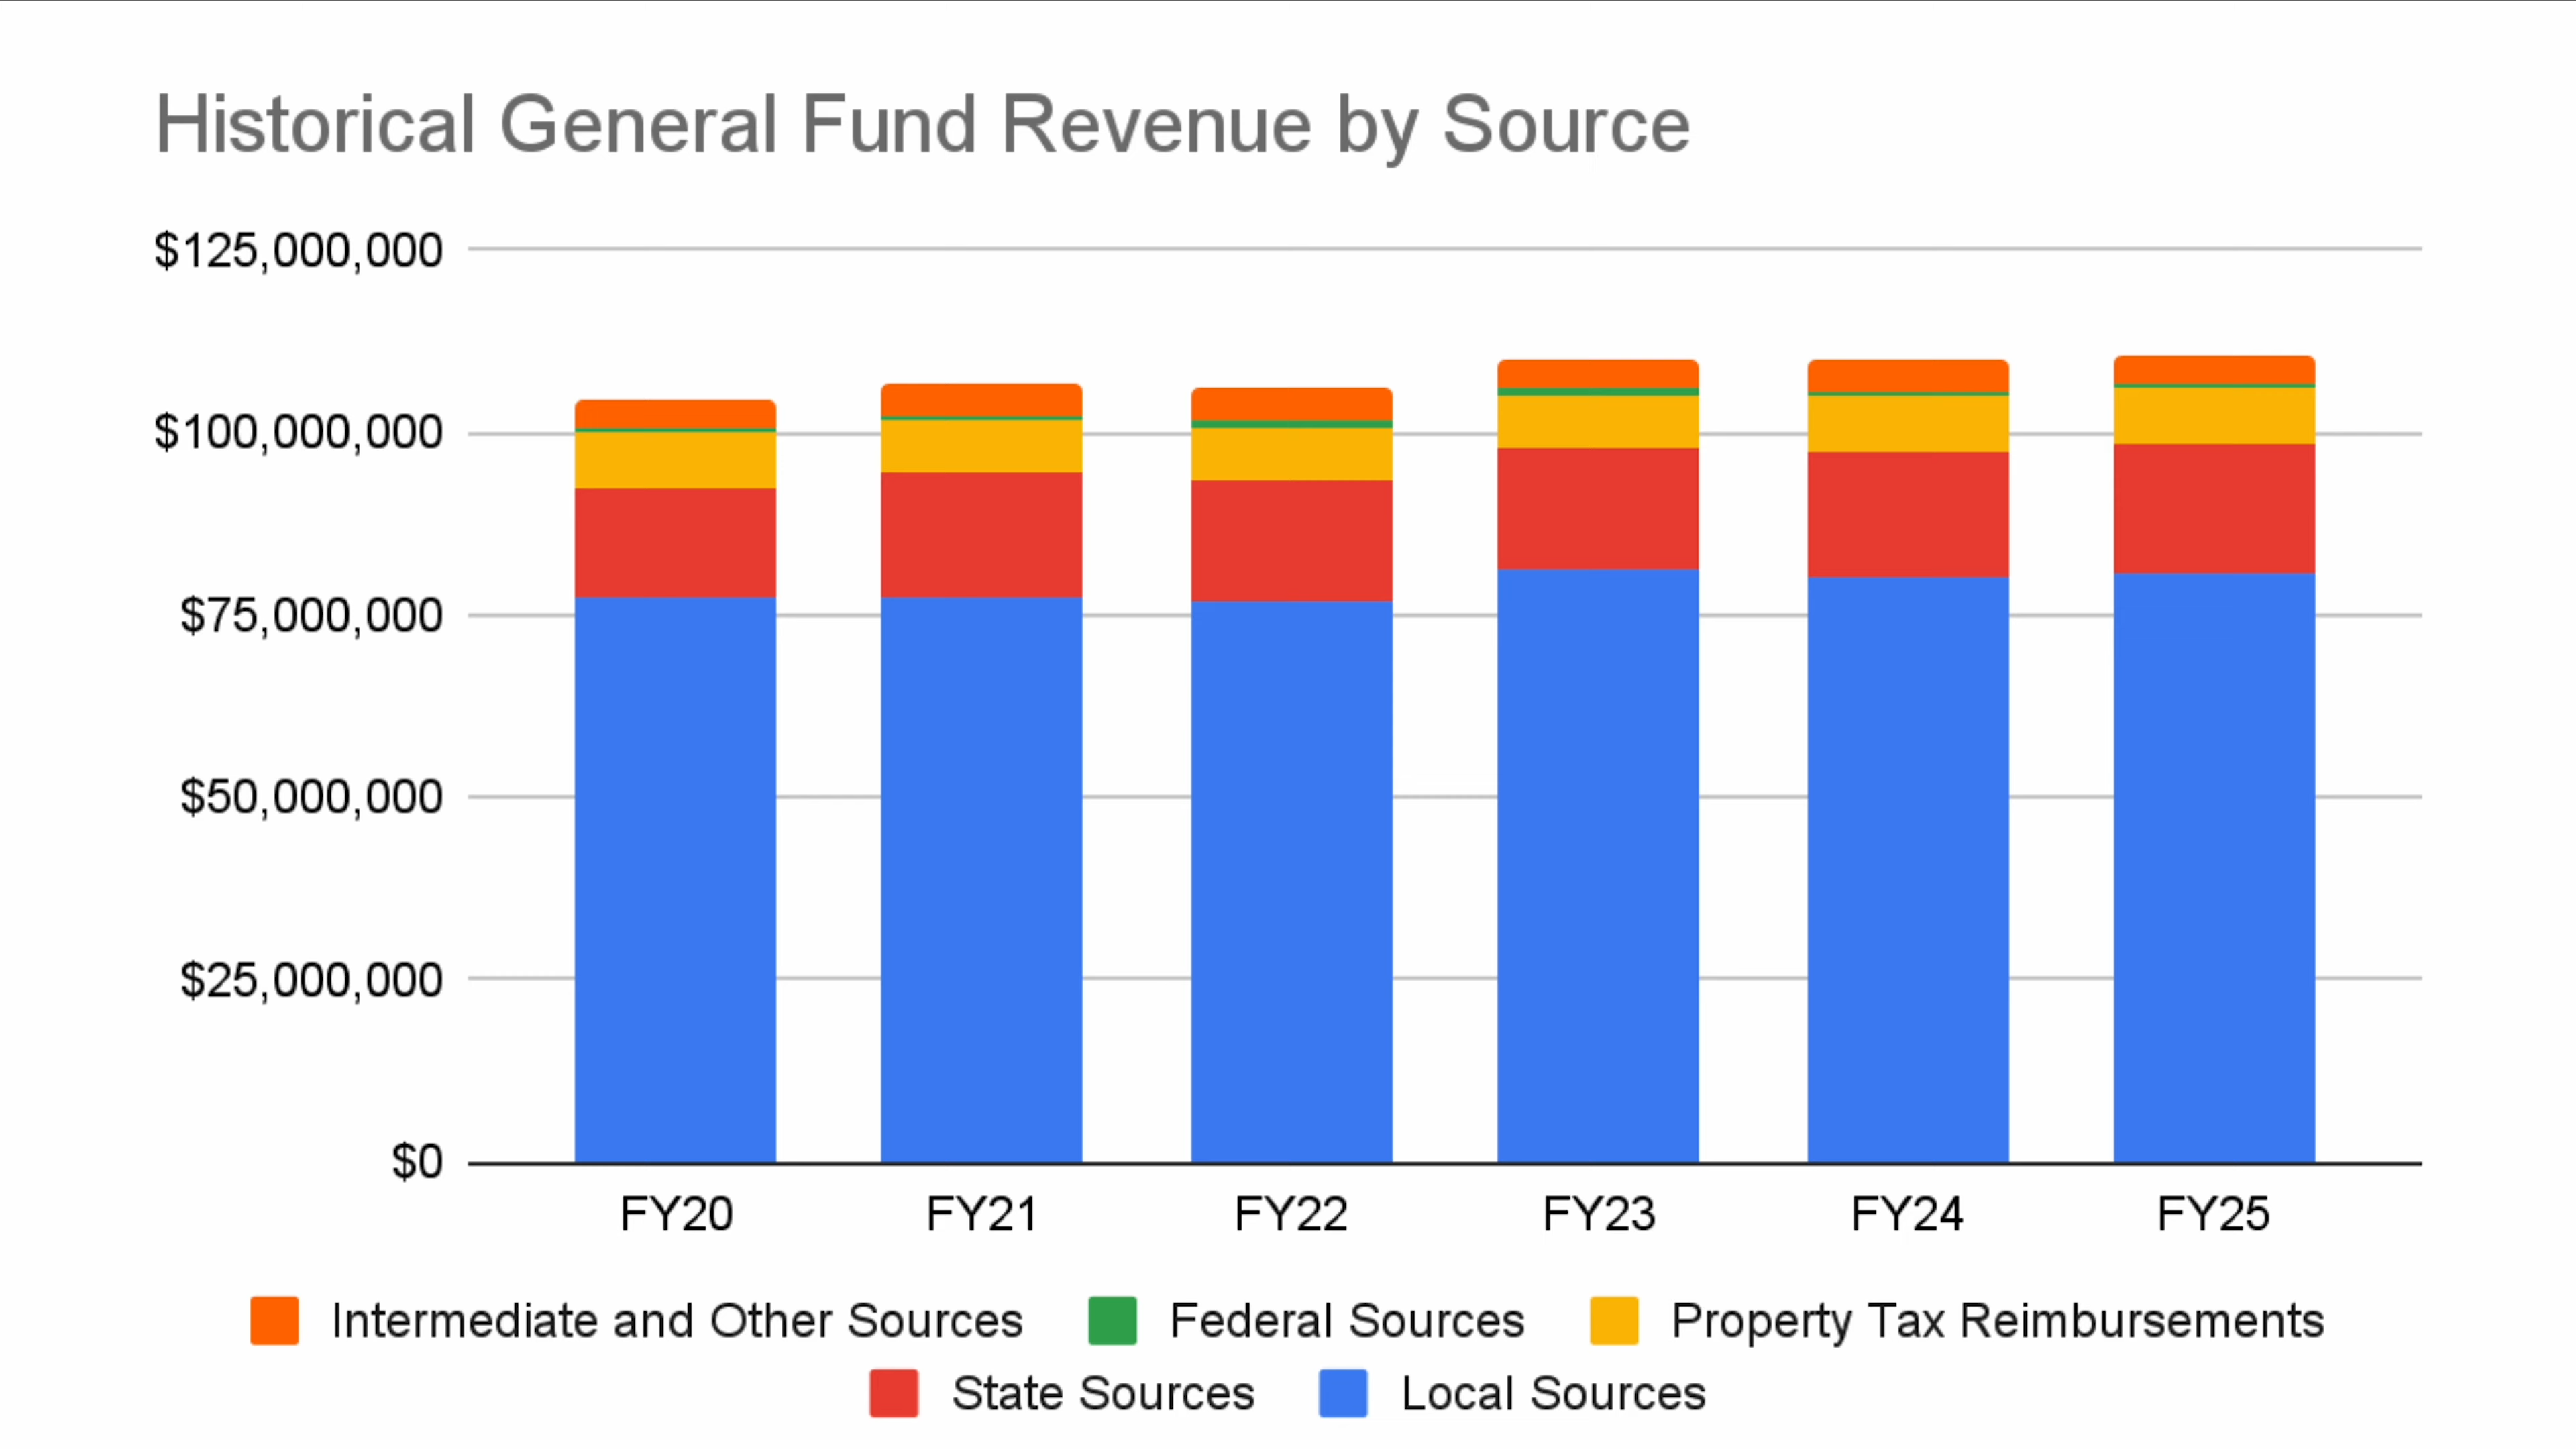 Historical General Fund Revenue by Source
$125,000,000
$100,000,000
$75,000,000
$50,000,000
$25,000,000
$0
FY20 FY21 FY22 FY23 FY24 FY25
Intermediate and Other Sources Federal Sources Property Tax Reimbursements
State Sources Local Sources